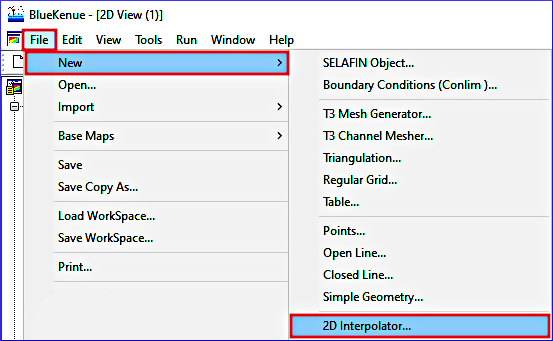 BlueKenue - [2D View (1)]
File Edit View Tools Run Window Help
New
Open...
Import
Base Maps
Save
Save Copy As...
Load WorkSpace...
Save WorkSpace...
Print...
SELAFIN Object...
Boundary Conditions (Conlim )...
T3 Mesh Generator...
T3 Channel Mesher...
Triangulation...
Regular Grid...
Table...
Points...
Open Line...
Closed Line...
Simple Geometry...
2D Interpolator...